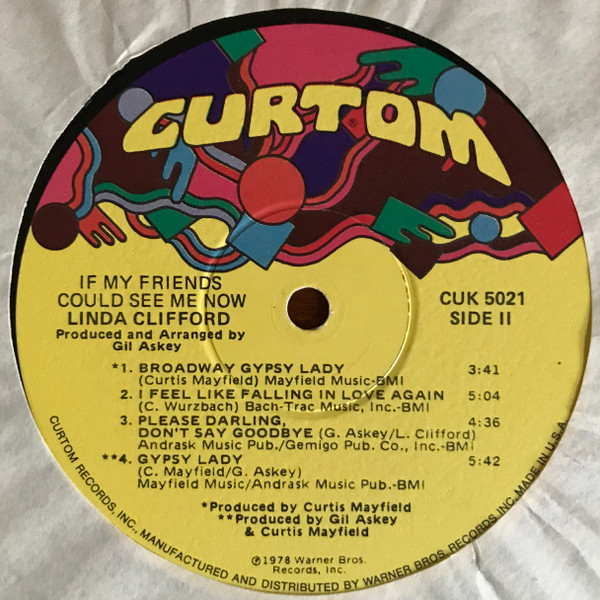 CURTOM®
IF MY FRIENDS
COULD SEE ME NOW
LINDA CLIFFORD
Produced and Arranged by
Gil Askey
CUK 5021
SIDE II
*1. BROADWAY GYPSY LADY 3:41
(Curtis Mayfield) Mayfield Music-BMI
2. I FEEL LIKE FALLING IN LOVE AGAIN 5:04
(C. Wurzbach) Bach-Trac Music, Inc.-BMI
3. PLEASE DARLING, 4:36
DON'T SAY GOODBYE (G. Askey/L. Clifford)
Andrask Music Pub./Gemigo Pub. Co., Inc.-BMI
**4. GYPSY LADY 5:42
(C. Mayfield/G. Askey)
Mayfield Music/Andrask Music Pub.-BMI
*Produced by Curtis Mayfield
**Produced by Gil Askey
& Curtis Mayfield
℗1978 Warner Bros.
Records, Inc.
CURTOM RECORDS, INC., MANUFACTURED AND DISTRIBUTED BY WARNER BROS. RECORDS, INC. MADE IN U.S.A.